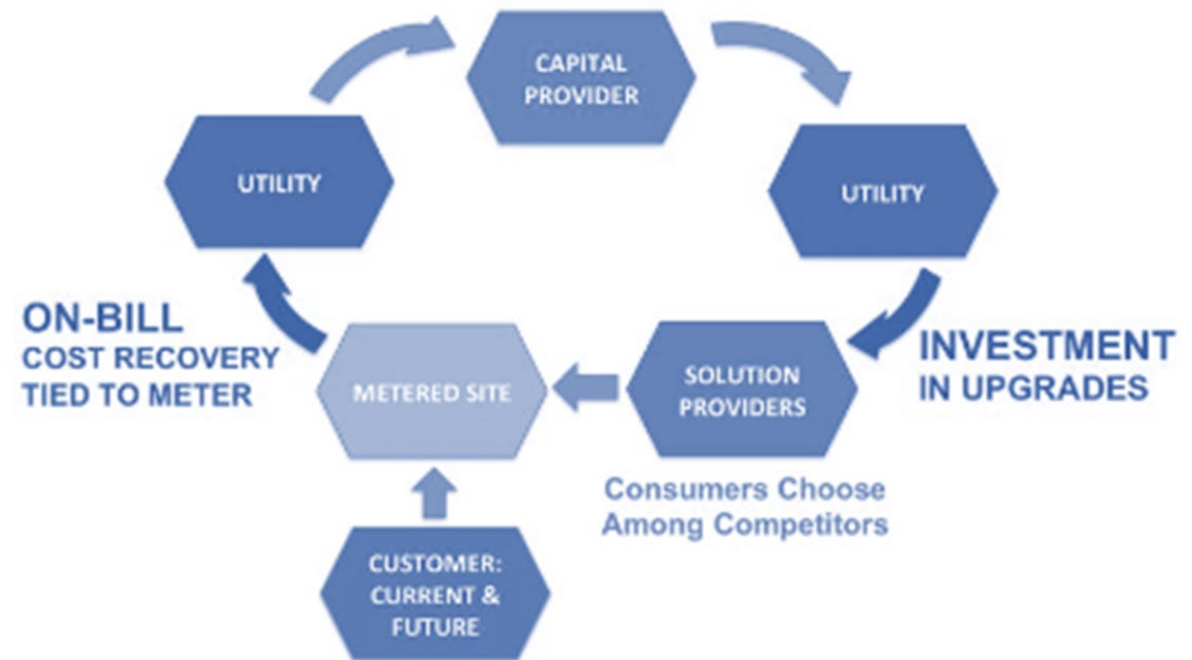 CAPITAL
PROVIDER
UTILITY
UTILITY
ON-BILL
COST RECOVERY
TIED TO METER
METERED SITE
SOLUTION
PROVIDERS
INVESTMENT
IN UPGRADES
Consumers Choose
Among Competitors
CUSTOMER:
CURRENT &
FUTURE